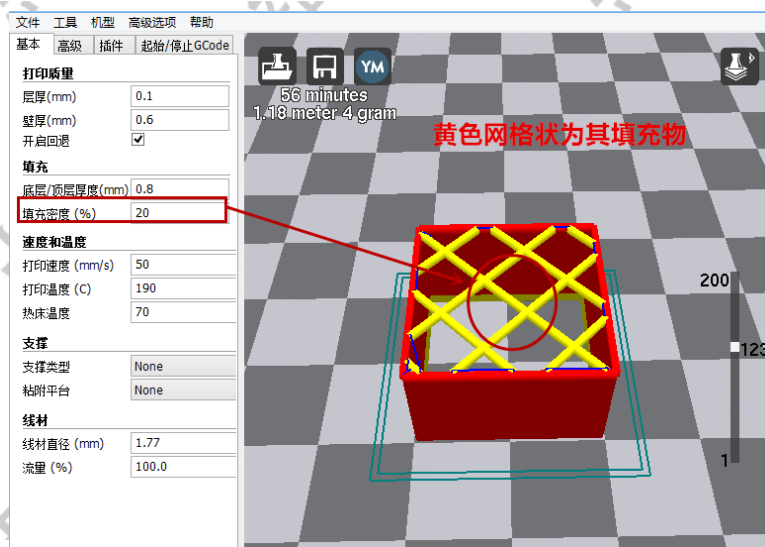 文件 工具 机型 高级选项 帮助
基本 高级 插件 起始/停止GCode
打印质量
层厚(mm) 0.1
壁厚(mm) 0.6
开启回退
填充
底层/顶层厚度(mm) 0.8
填充密度 (%) 20
速度和温度
打印速度 (mm/s) 50
打印温度 (C) 190
热床温度 70
支撑
支撑类型 None
粘附平台 None
线材
线材直径 (mm) 1.77
流量 (%) 100.0
YM
56 minutes
1.18 meter 4 gram
黄色网格状为其填充物
200
123
1